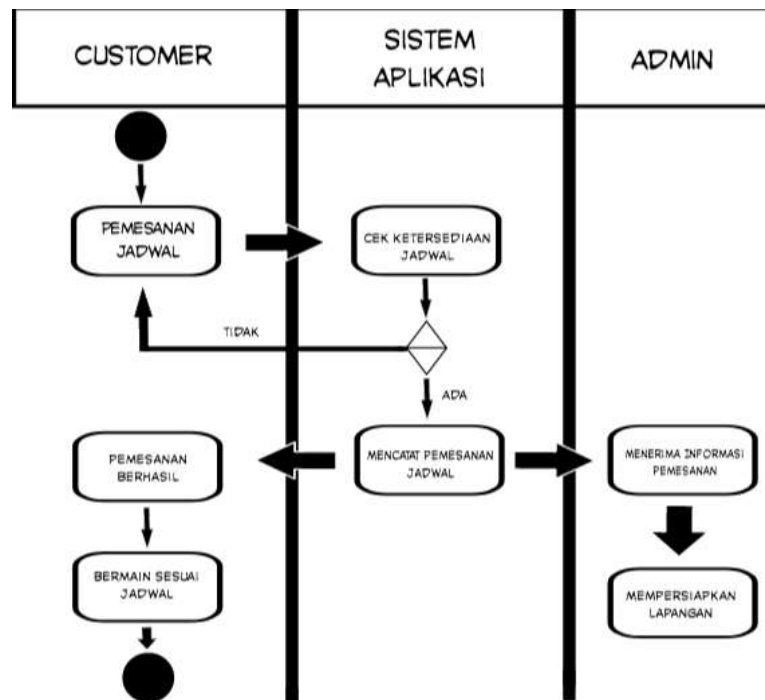 CUSTOMER
SISTEM
APLIKASI
ADMIN
PEMESANAN
JADWAL
CEK KETERSEDIAAN
JADWAL
TIDAK
ADA
PEMESANAN
BERHASIL
MENCATAT PEMESANAN
JADWAL
MENERIMA INFORMASI
PEMESANAN
BERMAIN SESUAI
JADWAL
MEMPERSIAPKAN
LAPANGAN